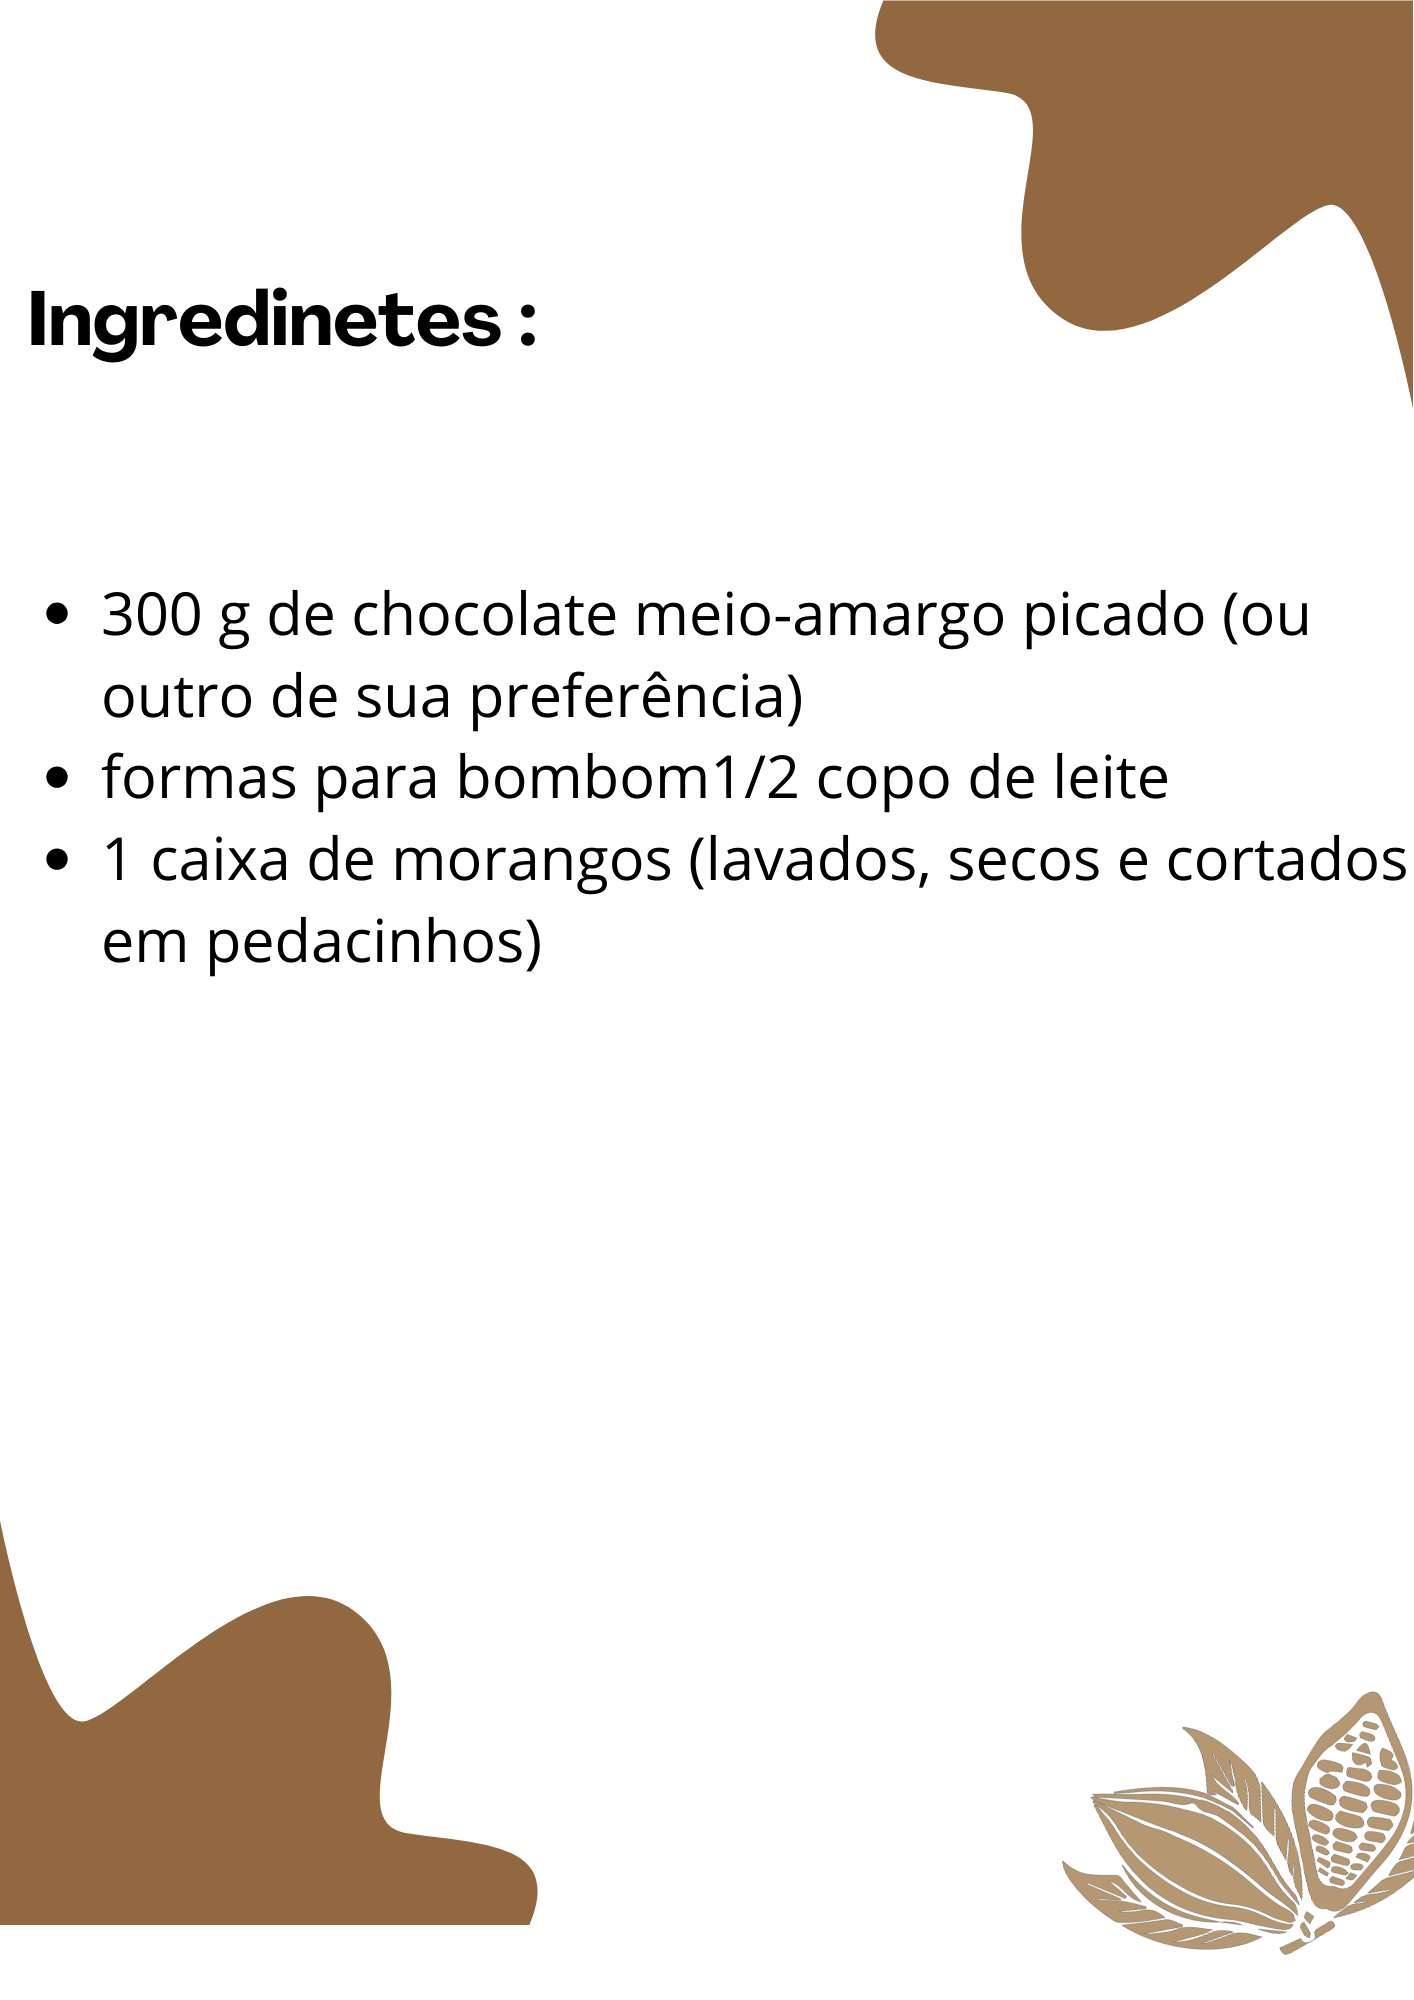 Ingredinetes :
• 300 g de chocolate meio-amargo picado (ou
outro de sua preferência)
• formas para bombom1/2 copo de leite
• 1 caixa de morangos (lavados, secos e cortados
em pedacinhos)